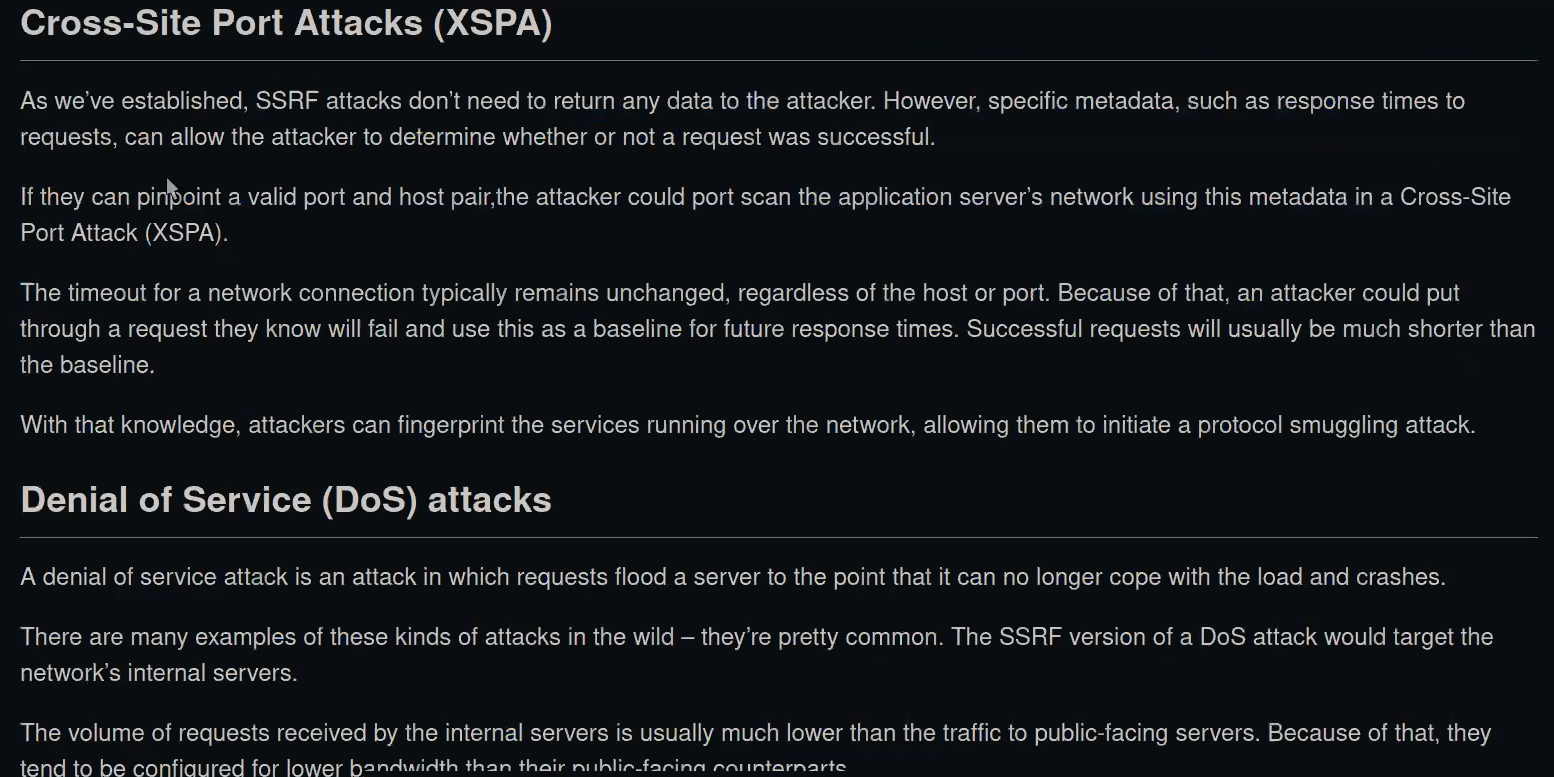 Cross-Site Port Attacks (XSPA)
As we’ve established, SSRF attacks don’t need to return any data to the attacker. However, specific metadata, such as response times to
requests, can allow the attacker to determine whether or not a request was successful.
If they can pinpoint a valid port and host pair,the attacker could port scan the application server’s network using this metadata in a Cross-Site
Port Attack (XSPA).
The timeout for a network connection typically remains unchanged, regardless of the host or port. Because of that, an attacker could put
through a request they know will fail and use this as a baseline for future response times. Successful requests will usually be much shorter than
the baseline.
With that knowledge, attackers can fingerprint the services running over the network, allowing them to initiate a protocol smuggling attack.
Denial of Service (DoS) attacks
A denial of service attack is an attack in which requests flood a server to the point that it can no longer cope with the load and crashes.
There are many examples of these kinds of attacks in the wild – they’re pretty common. The SSRF version of a DoS attack would target the
network’s internal servers.
The volume of requests received by the internal servers is usually much lower than the traffic to public-facing servers. Because of that, they
tend to be configured for lower bandwidth than their public-facing counterparts.